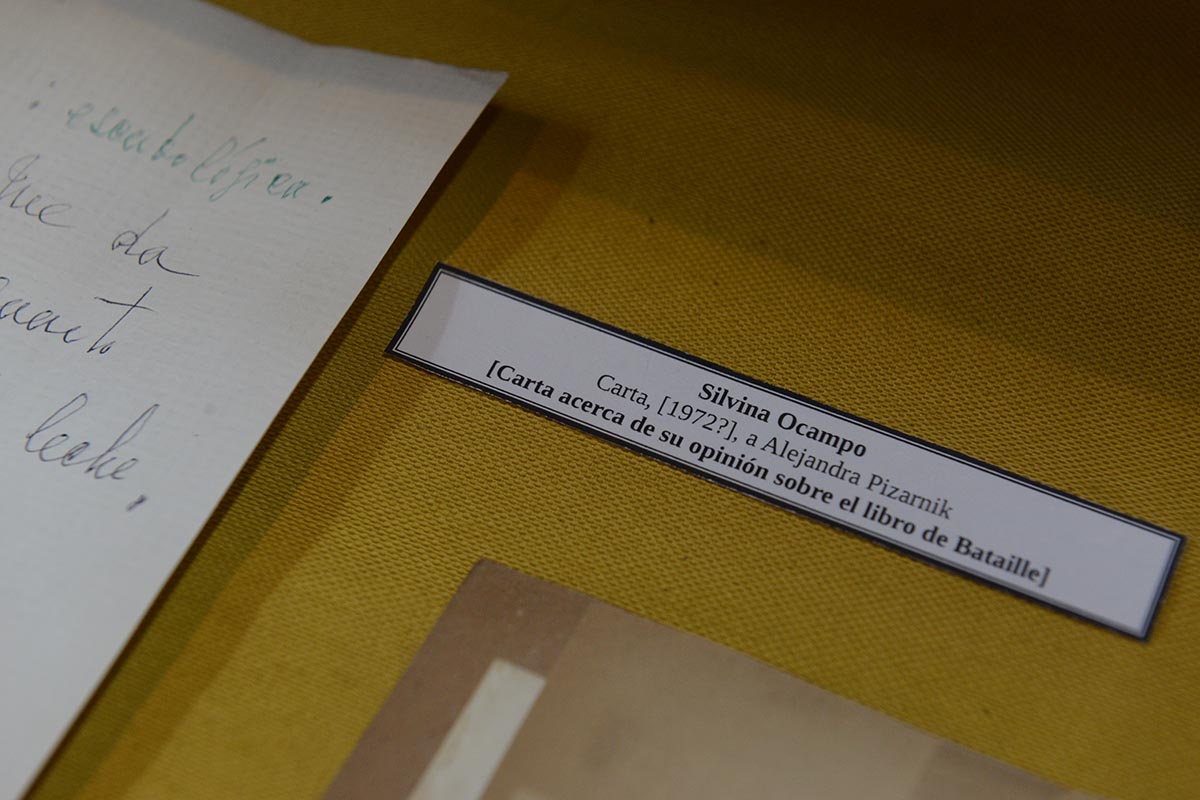 : escatológica.
que da
leche,
Silvina Ocampo
Carta, [1972?], a Alejandra Pizarnik
[Carta acerca de su opinión sobre el libro de Bataille]